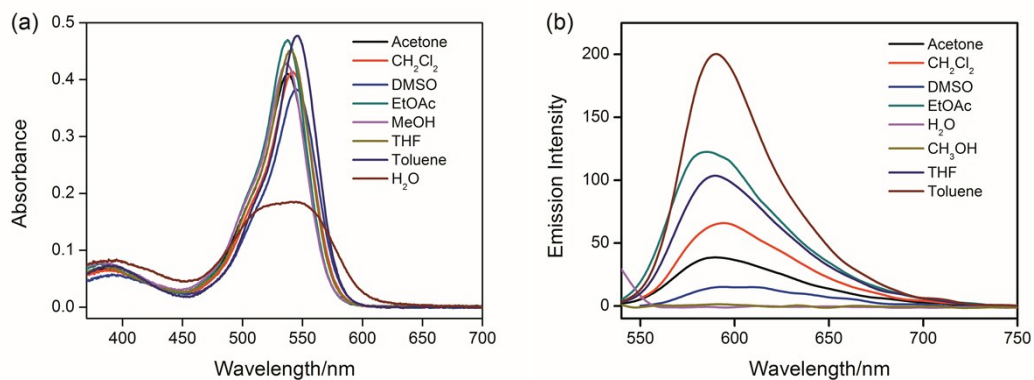 (a)
0.5
0.4
0.3
0.2
0.1
0.0
Absorbance
Acetone
CH₂Cl₂
DMSO
EtOAc
MeOH
THF
Toluene
H₂O
400 450 500 550 600 650 700
Wavelength/nm
(b)
200
150
100
50
0
Emission Intensity
Acetone
CH₂Cl₂
DMSO
EtOAc
H₂O
CH₃OH
THF
Toluene
550 600 650 700 750
Wavelength/nm